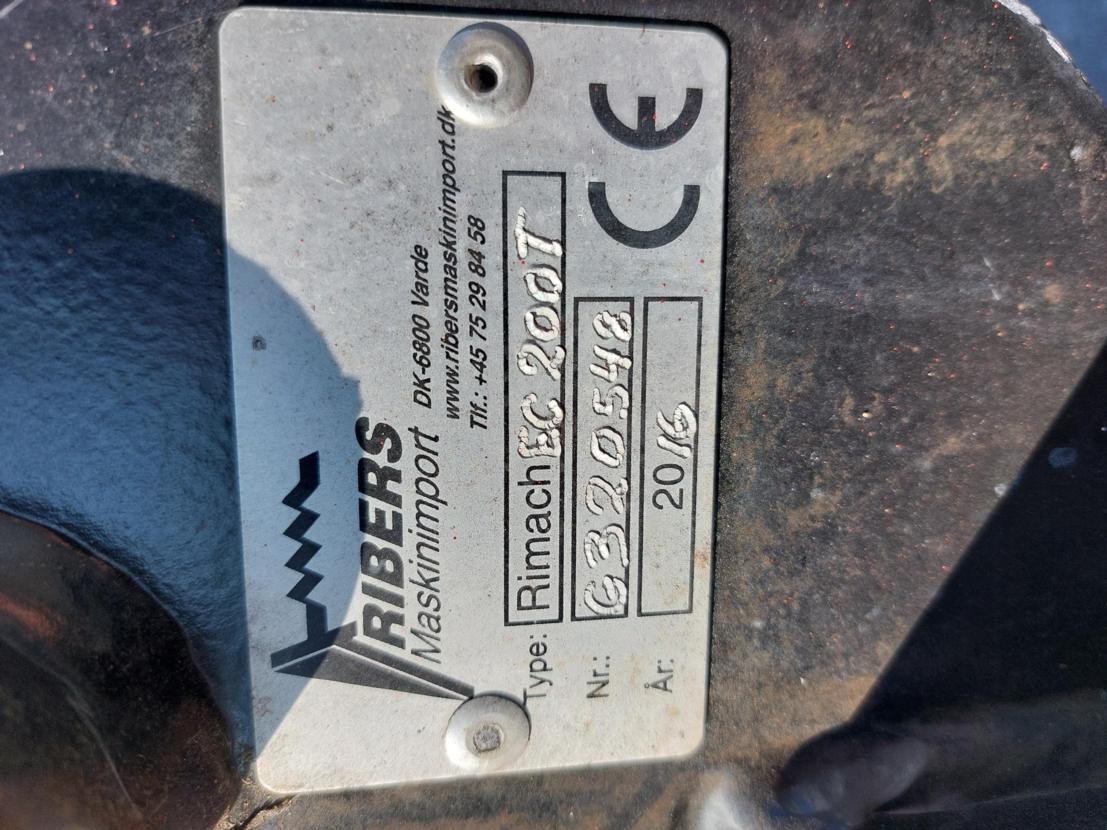 RIBERS
Maskinimport
DK-6800 Varde
www.ribersmaskinimport.dk
Tlf.: +45 75 29 84 58
Type: Rimach EC 200T
Nr.: G320548
År: 2016
CE